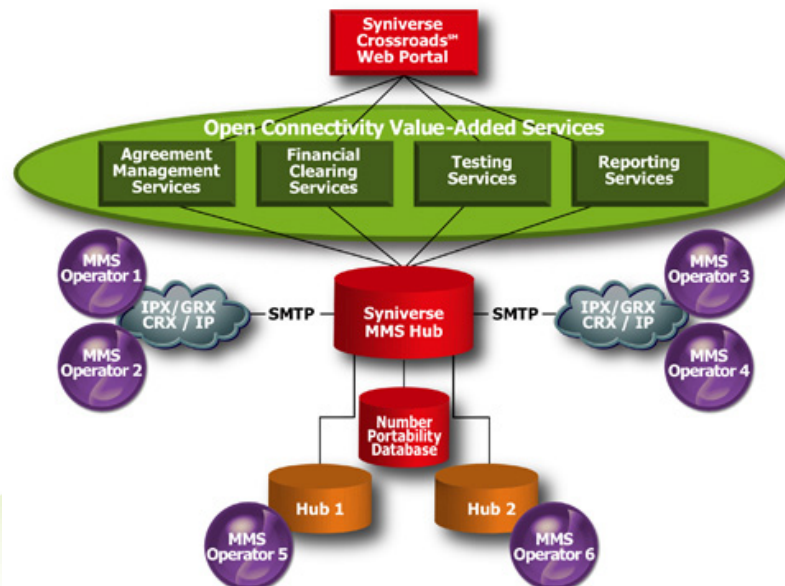 Syniverse
Crossroads℠
Web Portal
Open Connectivity Value-Added Services
Agreement
Management
Services
Financial
Clearing
Services
Testing
Services
Reporting
Services
MMS
Operator 1
MMS
Operator 2
IPX/GRX
CRX / IP
SMTP
Syniverse
MMS Hub
SMTP
IPX/GRX
CRX / IP
MMS
Operator 3
MMS
Operator 4
Number
Portability
Database
Hub 1
Hub 2
MMS
Operator 5
MMS
Operator 6